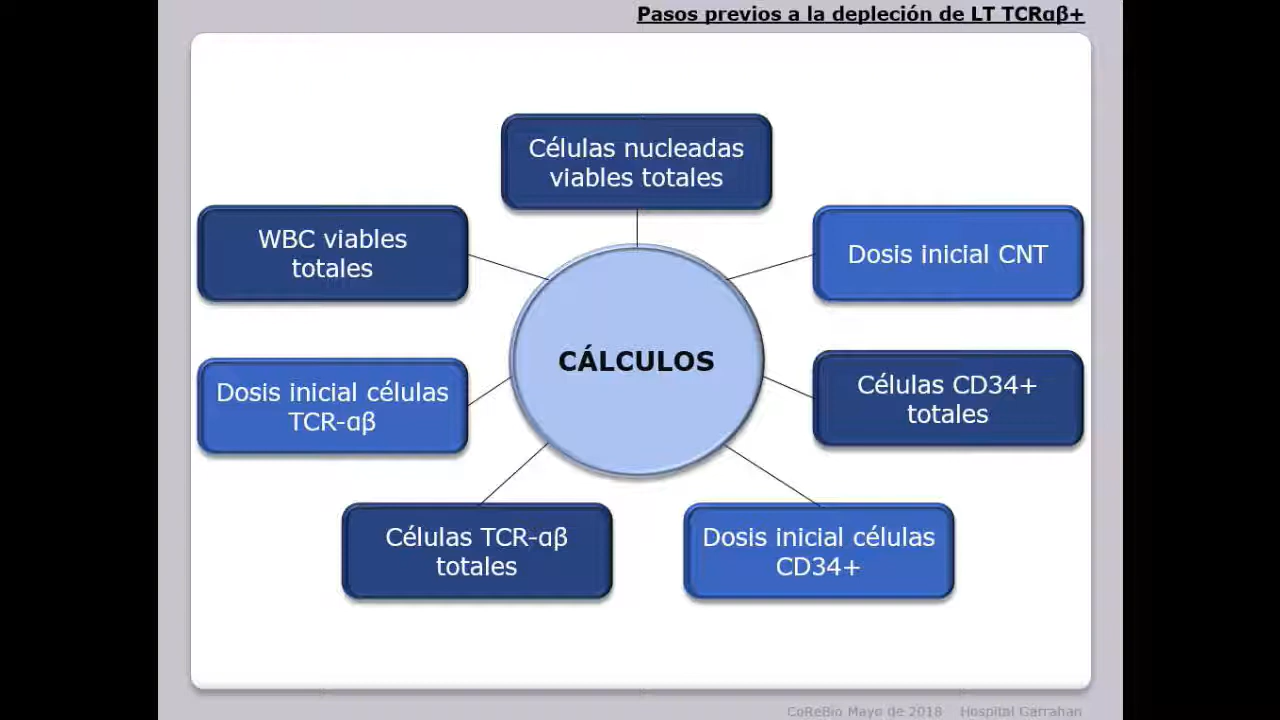 Pasos previos a la depleción de LT TCRαβ+
Células nucleadas
viables totales
WBC viables
totales
Dosis inicial CNT
Dosis inicial células
TCR-αβ
CÁLCULOS
Células CD34+
totales
Células TCR-αβ
totales
Dosis inicial células
CD34+
CoReBio Mayo de 2018 Hospital Garrahan